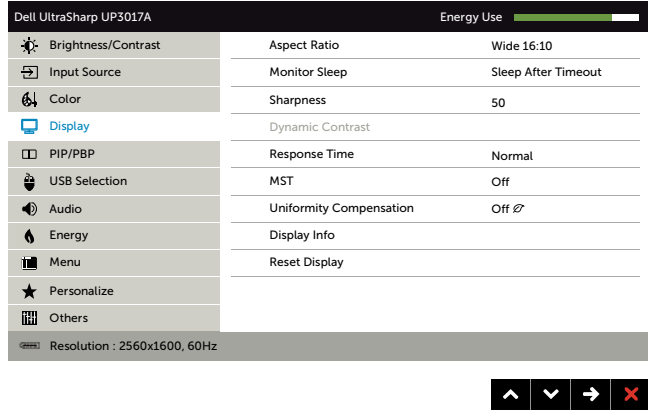 Dell UltraSharp UP3017A Energy Use
Brightness/Contrast Aspect Ratio Wide 16:10
Input Source Monitor Sleep Sleep After Timeout
Color Sharpness 50
Display Dynamic Contrast
PIP/PBP Response Time Normal
USB Selection MST Off
Audio Uniformity Compensation Off
Energy Display Info
Menu Reset Display
Personalize
Others
Resolution : 2560x1600, 60Hz